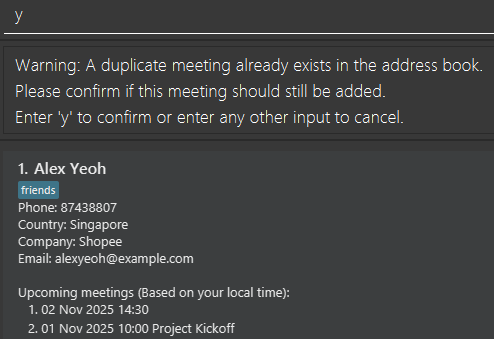 y
Warning: A duplicate meeting already exists in the address book.
Please confirm if this meeting should still be added.
Enter 'y' to confirm or enter any other input to cancel.
1. Alex Yeoh
friends
Phone: 87438807
Country: Singapore
Company: Shopee
Email: alexyeoh@example.com
Upcoming meetings (Based on your local time):
1. 02 Nov 2025 14:30
2. 01 Nov 2025 10:00 Project Kickoff